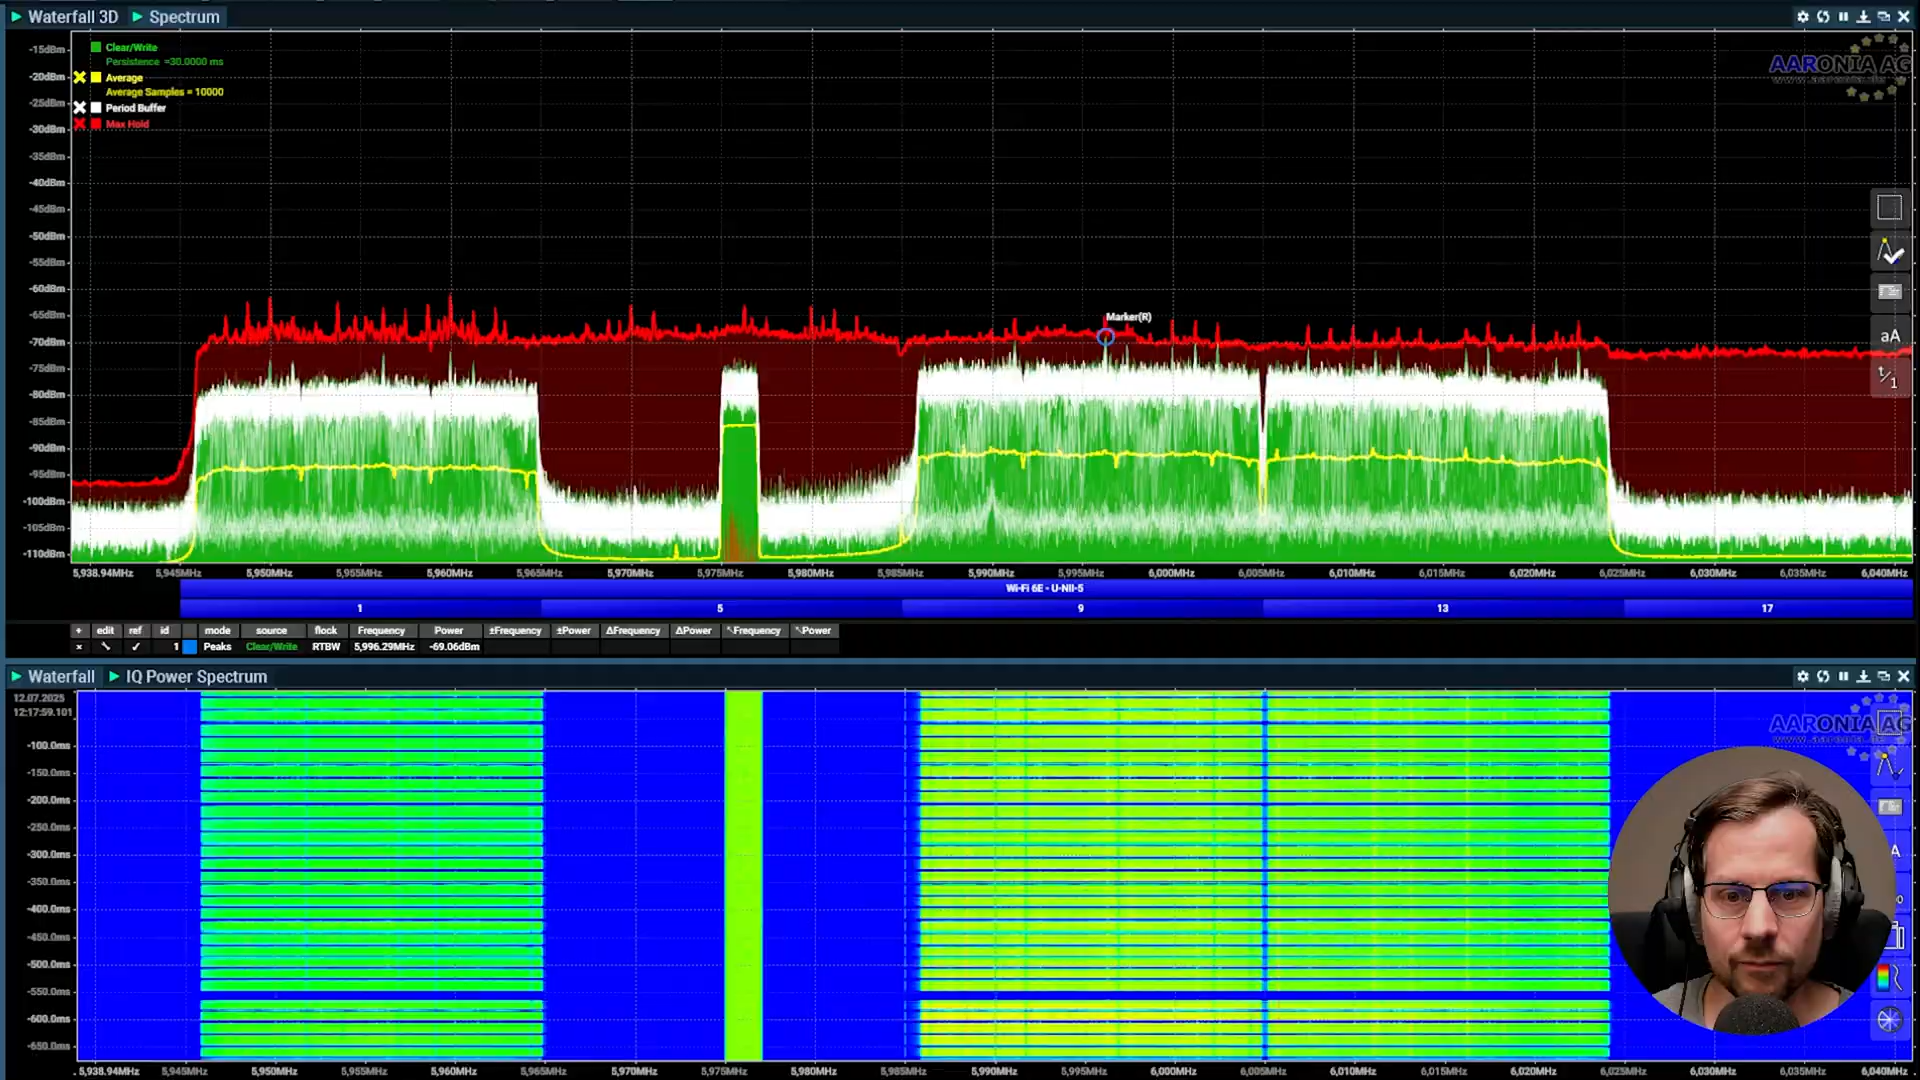 Waterfall 3D Spectrum
Clear/Write
Persistence =30.0000 ms
Average
Average Samples = 10000
Period Buffer
Max Hold
AARONIA AG
-15dBm
-20dBm
-25dBm
-30dBm
-35dBm
-40dBm
-45dBm
-50dBm
-55dBm
-60dBm
-65dBm
-70dBm
-75dBm
-80dBm
-85dBm
-90dBm
-95dBm
-100dBm
-105dBm
-110dBm
Marker(R)
aA
5,938.94MHz 5,945MHz 5,950MHz 5,955MHz 5,960MHz 5,965MHz 5,970MHz 5,975MHz 5,980MHz 5,985MHz 5,990MHz 5,995MHz 6,000MHz 6,005MHz 6,010MHz 6,015MHz 6,020MHz 6,025MHz 6,030MHz 6,035MHz 6,040MHz
Wi-Fi 6E - U-NII-5
1 5 9 13 17
+ edit ref id mode source flock Frequency Power ±Frequency ±Power ΔFrequency ΔPower ↖Frequency ↖Power
× 1 Peaks Clear/Write RTBW 5,996.29MHz -69.06dBm
Waterfall IQ Power Spectrum
12.07.2025
12:17:59.101
AARONIA AG
-100.0ms
-150.0ms
-200.0ms
-250.0ms
-300.0ms
-350.0ms
-400.0ms
-450.0ms
-500.0ms
-550.0ms
-600.0ms
-650.0ms
5,938.94MHz 5,945MHz 5,950MHz 5,955MHz 5,960MHz 5,965MHz 5,970MHz 5,975MHz 5,980MHz 5,985MHz 5,990MHz 5,995MHz 6,000MHz 6,005MHz 6,010MHz 6,015MHz 6,020MHz 6,025MHz 6,030MHz 6,035MHz 6,040MHz